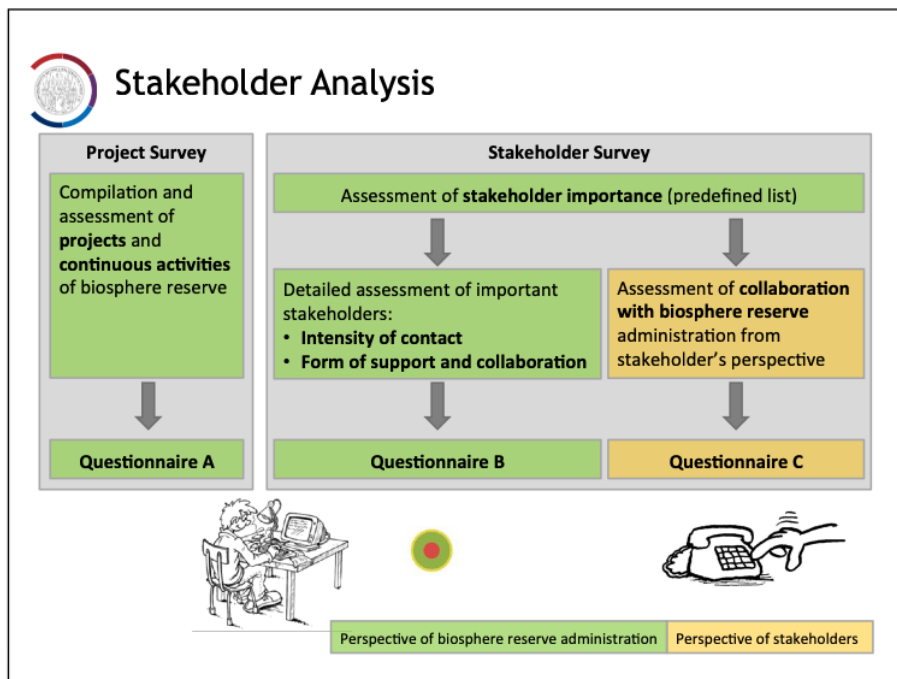 Stakeholder Analysis
Project Survey
Compilation and
assessment of
projects and
continuous activities
of biosphere reserve
Questionnaire A
Stakeholder Survey
Assessment of stakeholder importance (predefined list)
Detailed assessment of important
stakeholders:
• Intensity of contact
• Form of support and collaboration
Questionnaire B
Assessment of collaboration
with biosphere reserve
administration from
stakeholder's perspective
Questionnaire C
Perspective of biosphere reserve administration
Perspective of stakeholders